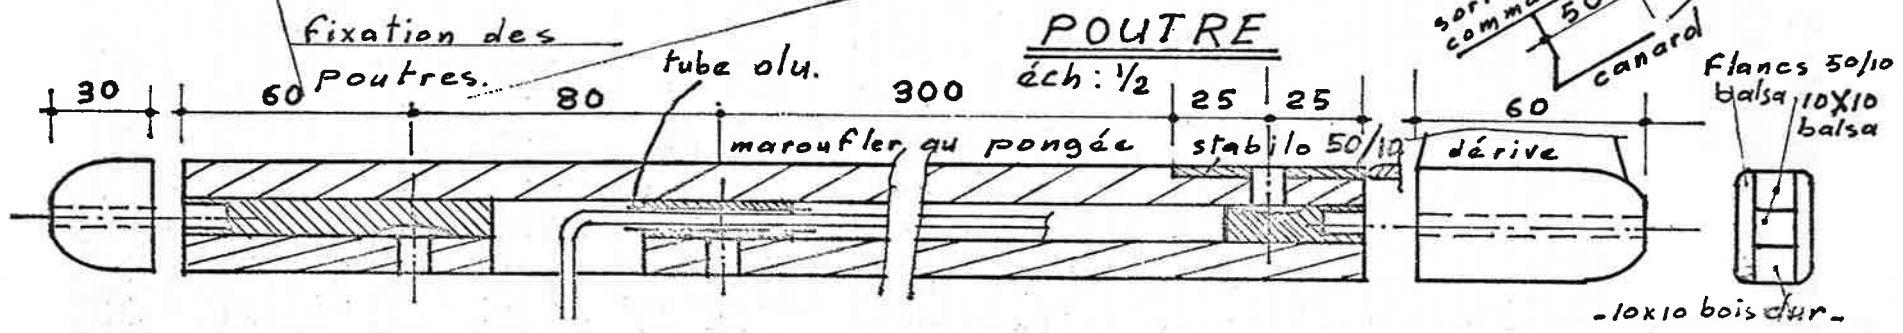 fixation des
poutres.
tube alu.
POUTRE
éch : 1/2
50
canard
30
60
80
300
25
25
60
maroufler au pongée
stabilo 50/10
dérive
Flancs 50/10
balsa
10X10
balsa
-10x10 bois dur-